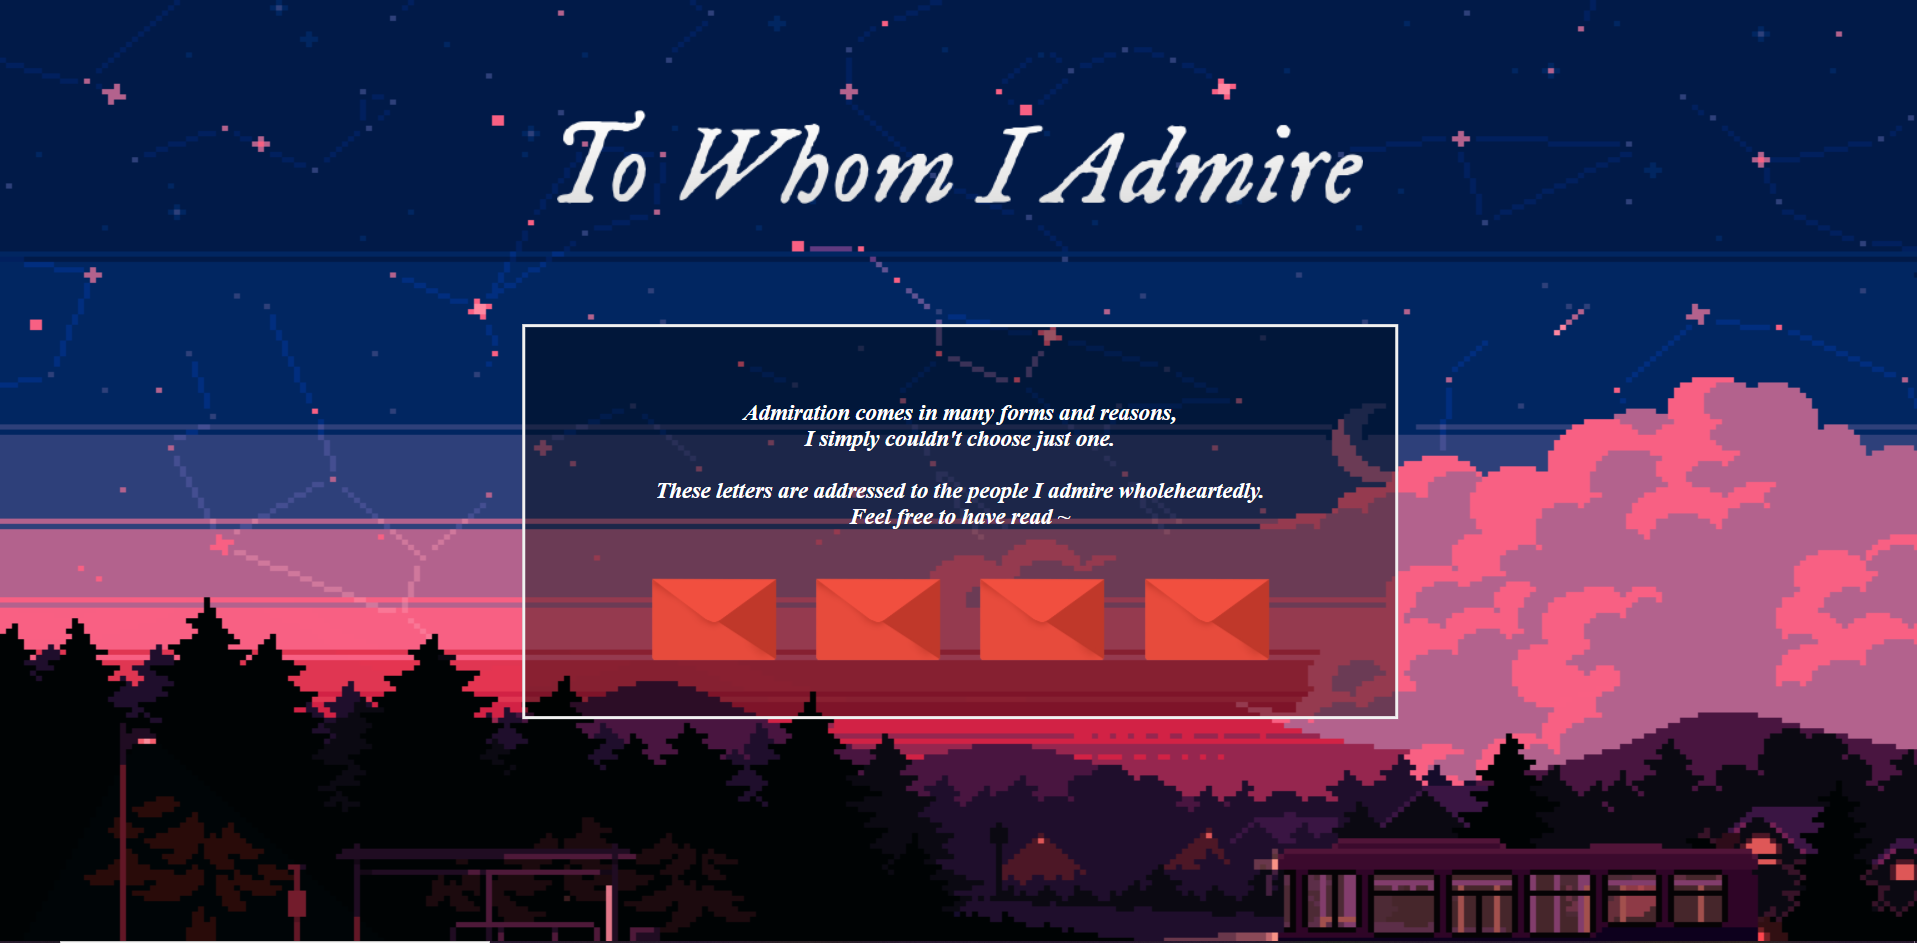 To Whom I Admire
Admiration comes in many forms and reasons,
I simply couldn't choose just one.
These letters are addressed to the people I admire wholeheartedly.
Feel free to have read ~